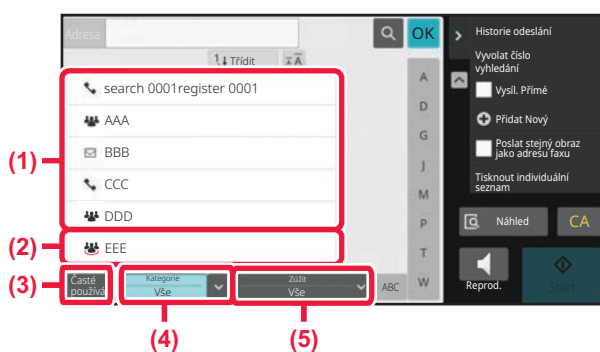 Adresa
OK
Třídit
search 0001register 0001
AAA
BBB
CCC
DDD
EEE
Časté
používá
Kategorie
Vše
Zúžit
Vše
ABC
A
D
G
J
M
P
T
W
Historie odeslání
Vyvolat číslo
vyhledání
Vysíl. Přímé
Přidat Nový
Poslat stejný obraz
jako adresu faxu
Tisknout individuální
seznam
Náhled
CA
Reprod.
Start
(1)
(2)
(3)
(4)
(5)